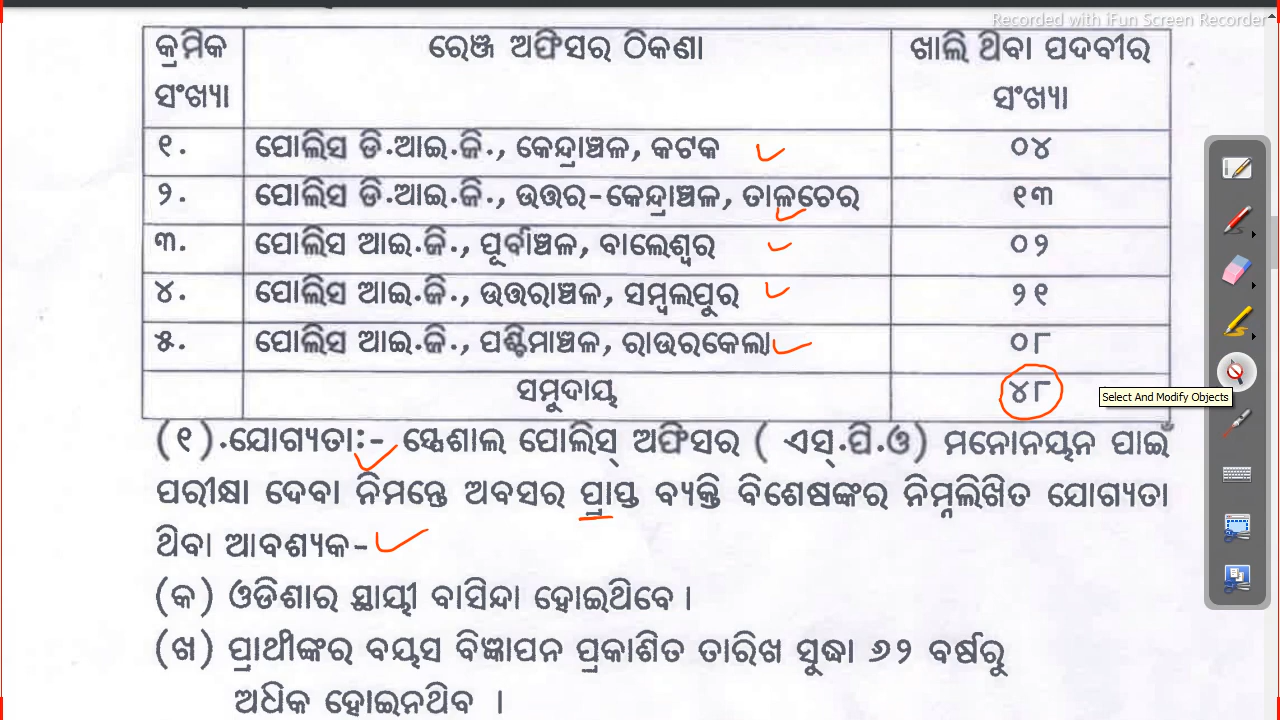 Recorded with iFun Screen Recorder
କ୍ରମିକ ସଂଖ୍ୟା ରେଞ୍ଜ ଅଫିସର ଠିକଣା ଖାଲି ଥିବା ପଦବୀର ସଂଖ୍ୟା
୧. ପୋଲିସ ଡି.ଆଇ.ଜି., କେନ୍ଦ୍ରାଞ୍ଚଳ, କଟକ ୦୪
୨. ପୋଲିସ ଡି.ଆଇ.ଜି., ଉତ୍ତର-କେନ୍ଦ୍ରାଞ୍ଚଳ, ତାଳଚେର ୧୩
୩. ପୋଲିସ ଆଇ.ଜି., ପୂର୍ବାଞ୍ଚଳ, ବାଲେଶ୍ୱର ୦୨
୪. ପୋଲିସ ଆଇ.ଜି., ଉତ୍ତରାଞ୍ଚଳ, ସମ୍ବଲପୁର ୨୧
୫. ପୋଲିସ ଆଇ.ଜି., ପଶ୍ଚିମାଞ୍ଚଳ, ରାଉରକେଲା ୦୮
ସମୁଦାୟ ୪୮
Select And Modify Objects
(୧).ଯୋଗ୍ୟତା:- ସ୍ପେଶାଲ ପୋଲିସ୍ ଅଫିସର ( ଏସ୍.ପି.ଓ) ମନୋନୟନ ପାଇଁ
ପରୀକ୍ଷା ଦେବା ନିମନ୍ତେ ଅବସର ପ୍ରାପ୍ତ ବ୍ୟକ୍ତି ବିଶେଷଙ୍କର ନିମ୍ନଲିଖିତ ଯୋଗ୍ୟତା
ଥିବା ଆବଶ୍ୟକ-
(କ) ଓଡିଶାର ସ୍ଥାୟୀ ବାସିନ୍ଦା ହୋଇଥିବେ।
(ଖ) ପ୍ରାର୍ଥୀଙ୍କର ବୟସ ବିଜ୍ଞାପନ ପ୍ରକାଶିତ ତାରିଖ ସୁଦ୍ଧା ୬୨ ବର୍ଷରୁ
ଅଧିକ ହୋଇନଥିବ ।